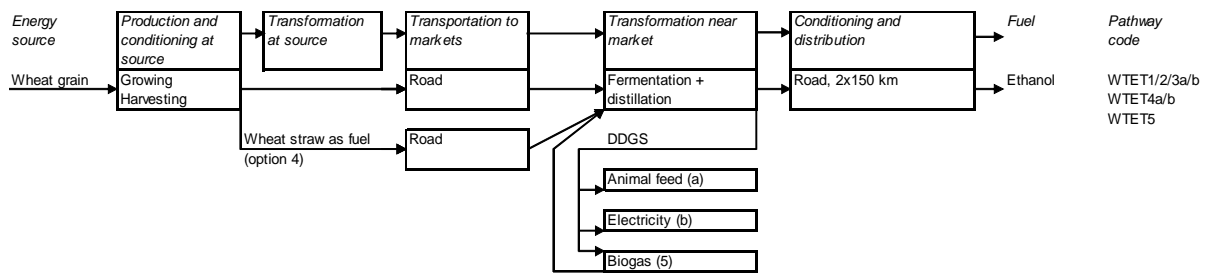 Energy
source
Production and
conditioning at
source
Transformation
at source
Transportation to
markets
Transformation near
market
Conditioning and
distribution
Fuel
Pathway
code
Wheat grain
Growing
Harvesting
Road
Fermentation +
distillation
Road, 2x150 km
Ethanol
WTET1/2/3a/b
WTET4a/b
WTET5
Wheat straw as fuel
(option 4)
Road
DDGS
Animal feed (a)
Electricity (b)
Biogas (5)